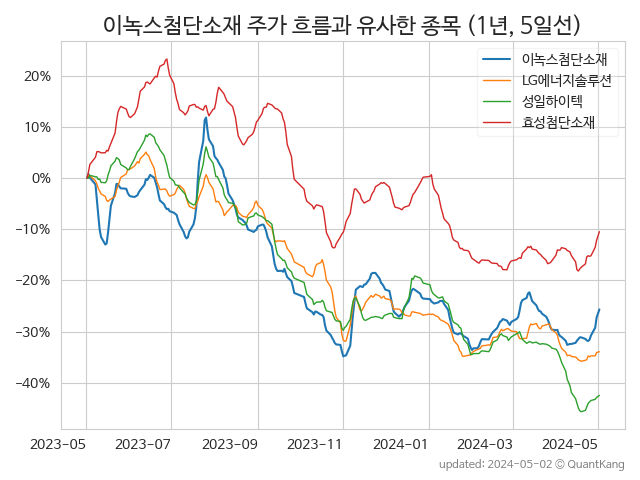 이녹스첨단소재 주가 흐름과 유사한 종목 (1년, 5일선)
이녹스첨단소재
LG에너지솔루션
성일하이텍
효성첨단소재
20%
10%
0%
−10%
−20%
−30%
−40%
2023-05 2023-07 2023-09 2023-11 2024-01 2024-03 2024-05
updated: 2024-05-02 © QuantKang